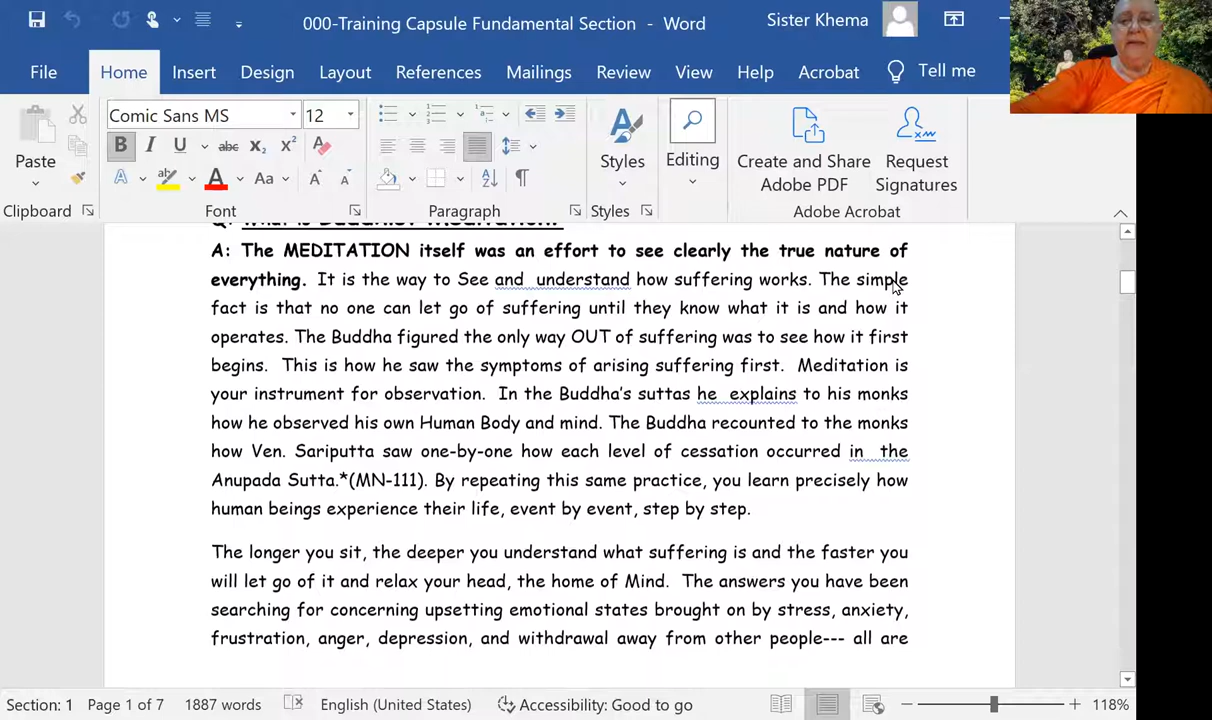 000-Training Capsule Fundamental Section - Word
Sister Khema
File Home Insert Design Layout References Mailings Review View Help Acrobat Tell me
Comic Sans MS 12
Paste
B I U abc x₂ x² A
A ab A Aa A A
Styles
Editing
Create and Share
Adobe PDF
Request
Signatures
Clipboard Font Paragraph Styles Adobe Acrobat
Q: What is Buddhist Meditation?
A: The MEDITATION itself was an effort to see clearly the true nature of
everything. It is the way to See and understand how suffering works. The simple
fact is that no one can let go of suffering until they know what it is and how it
operates. The Buddha figured the only way OUT of suffering was to see how it first
begins. This is how he saw the symptoms of arising suffering first. Meditation is
your instrument for observation. In the Buddha's suttas he explains to his monks
how he observed his own Human Body and mind. The Buddha recounted to the monks
how Ven. Sariputta saw one-by-one how each level of cessation occurred in the
Anupada Sutta.*(MN-111). By repeating this same practice, you learn precisely how
human beings experience their life, event by event, step by step.
The longer you sit, the deeper you understand what suffering is and the faster you
will let go of it and relax your head, the home of Mind. The answers you have been
searching for concerning upsetting emotional states brought on by stress, anxiety,
frustration, anger, depression, and withdrawal away from other people--- all are
Section: 1 Page 1 of 7 1887 words English (United States) Accessibility: Good to go 118%